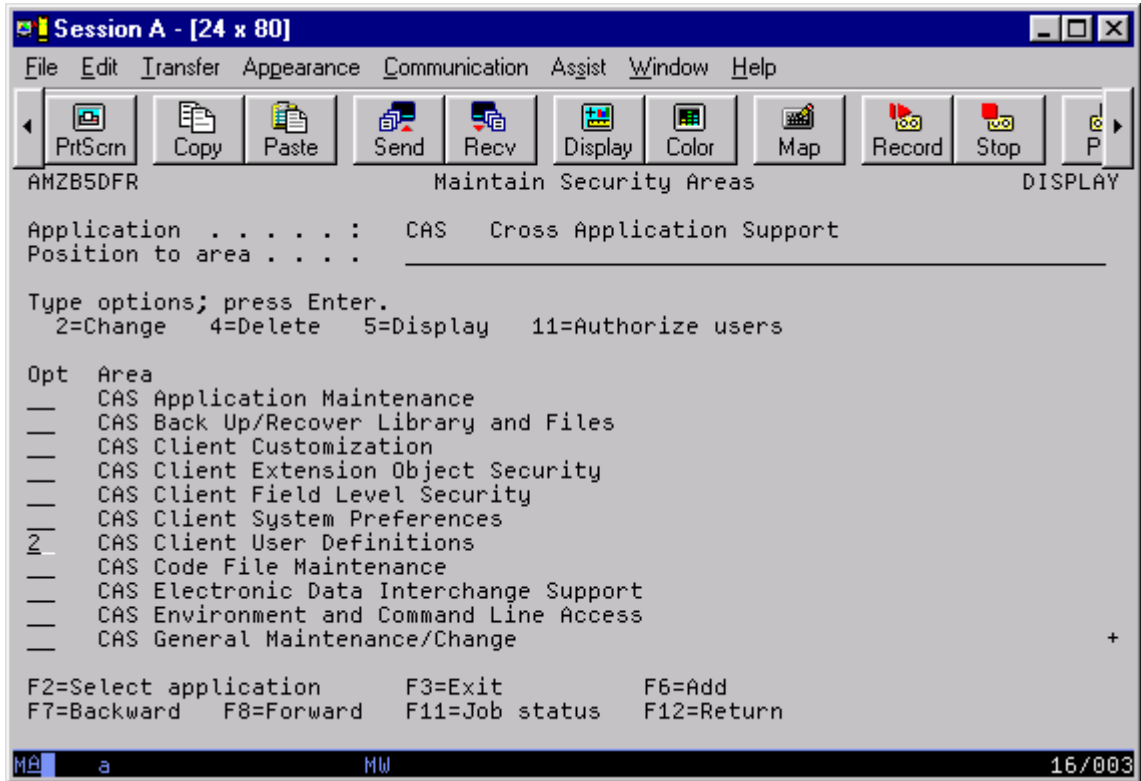 Session A - [24 x 80]
File Edit Transfer Appearance Communication Assist Window Help
PrtScrn Copy Paste Send Recv Display Color Map Record Stop P
AMZB5DFR Maintain Security Areas DISPLAY
Application . . . . . : CAS Cross Application Support
Position to area . . . .
Type options; press Enter.
2=Change 4=Delete 5=Display 11=Authorize users
Opt Area
CAS Application Maintenance
CAS Back Up/Recover Library and Files
CAS Client Customization
CAS Client Extension Object Security
CAS Client Field Level Security
CAS Client System Preferences
2 CAS Client User Definitions
CAS Code File Maintenance
CAS Electronic Data Interchange Support
CAS Environment and Command Line Access
CAS General Maintenance/Change +
F2=Select application F3=Exit F6=Add
F7=Backward F8=Forward F11=Job status F12=Return
MA a MW 16/003